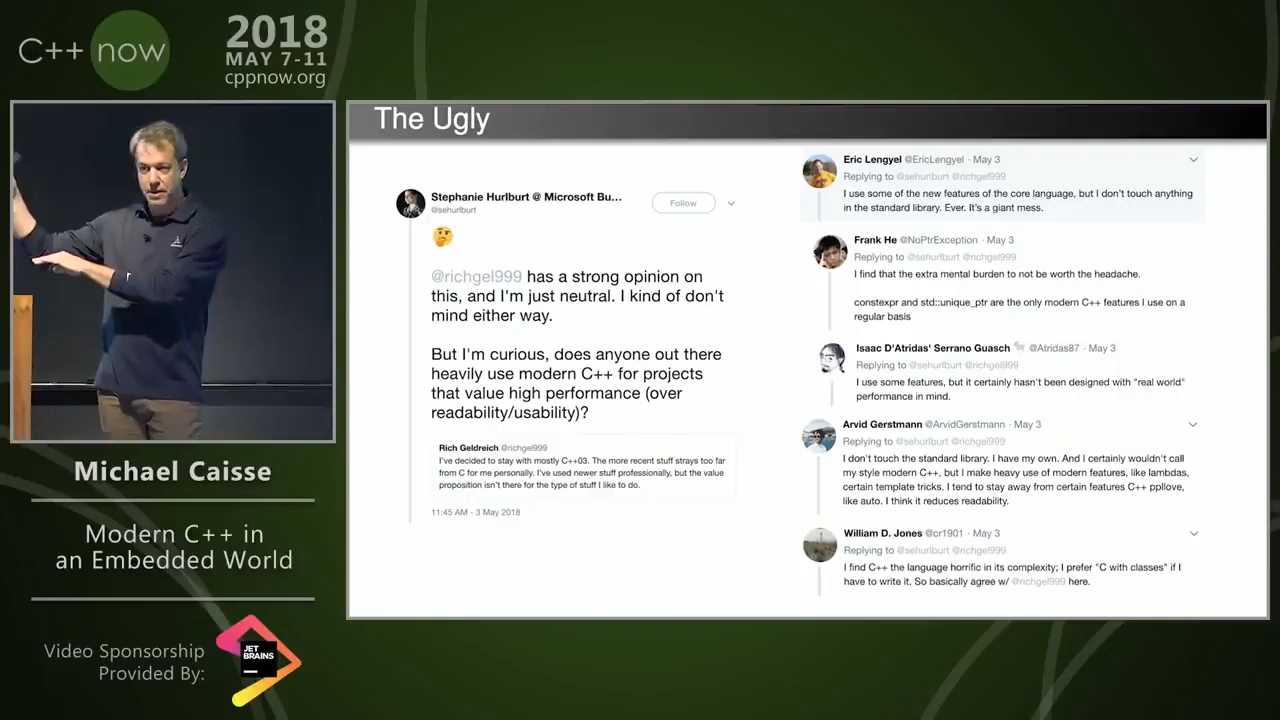 C++ now
2018
MAY 7-11
cppnow.org
Michael Caisse
Modern C++ in
an Embedded World
Video Sponsorship
Provided By:
JET
BRAINS
The Ugly
Stephanie Hurlburt @ Microsoft Bu...
@sehurlburt
Follow
@richgel999 has a strong opinion on
this, and I'm just neutral. I kind of don't
mind either way.
But I'm curious, does anyone out there
heavily use modern C++ for projects
that value high performance (over
readability/usability)?
Rich Geldreich @richgel999
I've decided to stay with mostly C++03. The more recent stuff strays too far
from C for me personally. I've used newer stuff professionally, but the value
proposition isn't there for the type of stuff I like to do.
11:45 AM - 3 May 2018
Eric Lengyel @EricLengyel · May 3
Replying to @sehurlburt @richgel999
I use some of the new features of the core language, but I don't touch anything
in the standard library. Ever. It's a giant mess.
Frank He @NoPtrException · May 3
Replying to @sehurlburt @richgel999
I find that the extra mental burden to not be worth the headache.
constexpr and std::unique_ptr are the only modern C++ features I use on a
regular basis
Isaac D'Atridas' Serrano Guasch @Atridas87 · May 3
Replying to @sehurlburt @richgel999
I use some features, but it certainly hasn't been designed with "real world"
performance in mind.
Arvid Gerstmann @ArvidGerstmann · May 3
Replying to @sehurlburt @richgel999
I don't touch the standard library. I have my own. And I certainly wouldn't call
my style modern C++, but I make heavy use of modern features, like lambdas,
certain template tricks. I tend to stay away from certain features C++ ppllove,
like auto. I think it reduces readability.
William D. Jones @cr1901 · May 3
Replying to @sehurlburt @richgel999
I find C++ the language horrific in its complexity; I prefer "C with classes" if I
have to write it. So basically agree w/ @richgel999 here.